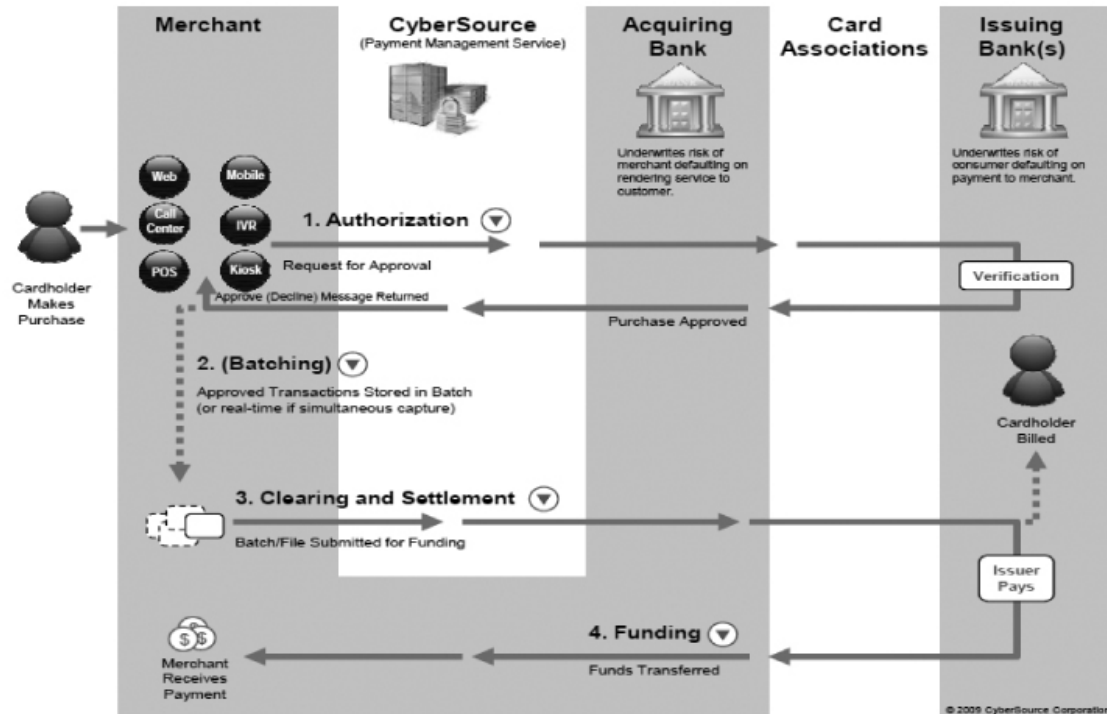 Merchant
CyberSource
(Payment Management Service)
Acquiring
Bank
Card
Associations
Issuing
Bank(s)
Underwrites risk of
merchant defaulting on
rendering service to
customer.
Underwrites risk of
consumer defaulting on
payment to merchant.
Web
Mobile
Call
Center
IVR
POS
Kiosk
Cardholder
Makes
Purchase
1. Authorization
Request for Approval
Verification
Approve (Decline) Message Returned
Purchase Approved
2. (Batching)
Approved Transactions Stored in Batch
(or real-time if simultaneous capture)
Cardholder
Billed
3. Clearing and Settlement
Batch/File Submitted for Funding
Issuer
Pays
4. Funding
Funds Transferred
$ $ $
Merchant
Receives
Payment
© 2009 CyberSource Corporation